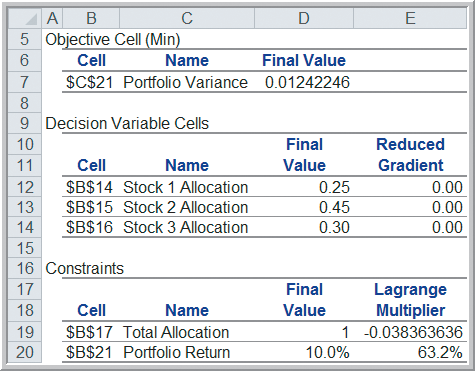 A B C D E
5 Objective Cell (Min)
6 Cell Name Final Value
7 $C$21 Portfolio Variance 0.01242246
8
9 Decision Variable Cells
10 Final Reduced
11 Cell Name Value Gradient
12 $B$14 Stock 1 Allocation 0.25 0.00
13 $B$15 Stock 2 Allocation 0.45 0.00
14 $B$16 Stock 3 Allocation 0.30 0.00
15
16 Constraints
17 Final Lagrange
18 Cell Name Value Multiplier
19 $B$17 Total Allocation 1 -0.038363636
20 $B$21 Portfolio Return 10.0% 63.2%